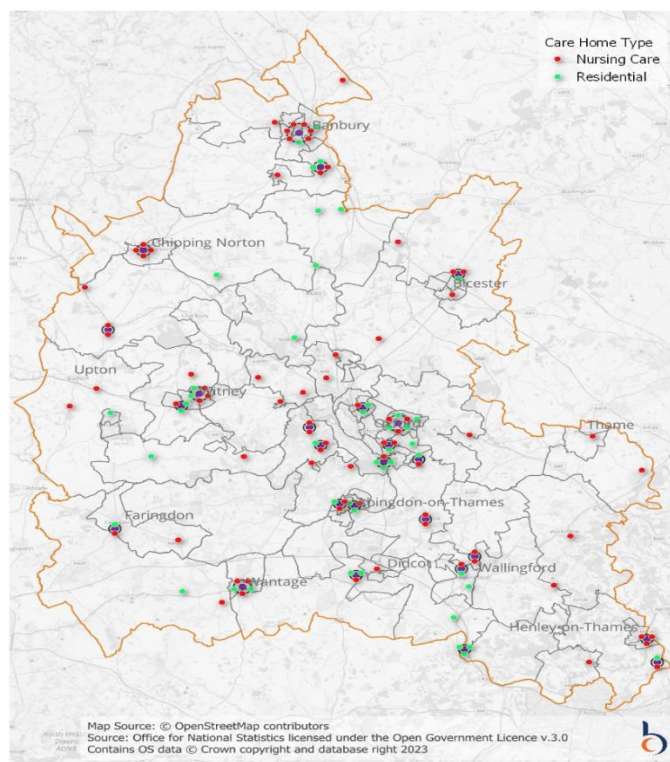 Care Home Type
Nursing Care
Residential
Banbury
Chipping Norton
Bicester
Upton
Witney
Oxford
Thame
Faringdon
Abingdon-on-Thames
Didcot
Wallingford
Wantage
Henley-on-Thames
Map Source: © OpenStreetMap contributors
Source: Office for National Statistics licensed under the Open Government Licence v.3.0
Contains OS data © Crown copyright and database right 2023